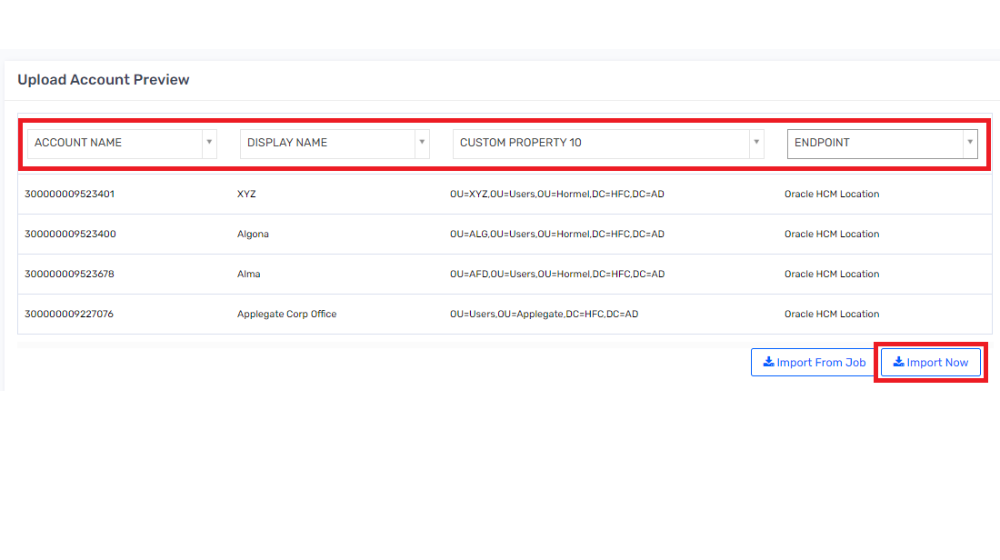 Upload Account Preview
ACCOUNT NAME DISPLAY NAME CUSTOM PROPERTY 10 ENDPOINT
300000009523401 XYZ OU=XYZ,OU=Users,OU=Hormel,DC=HFC,DC=AD Oracle HCM Location
300000009523400 Algona OU=ALG,OU=Users,OU=Hormel,DC=HFC,DC=AD Oracle HCM Location
300000009523678 Alma OU=AFD,OU=Users,OU=Hormel,DC=HFC,DC=AD Oracle HCM Location
300000009227076 Applegate Corp Office OU=Users,OU=Applegate,DC=HFC,DC=AD Oracle HCM Location
Import From Job Import Now